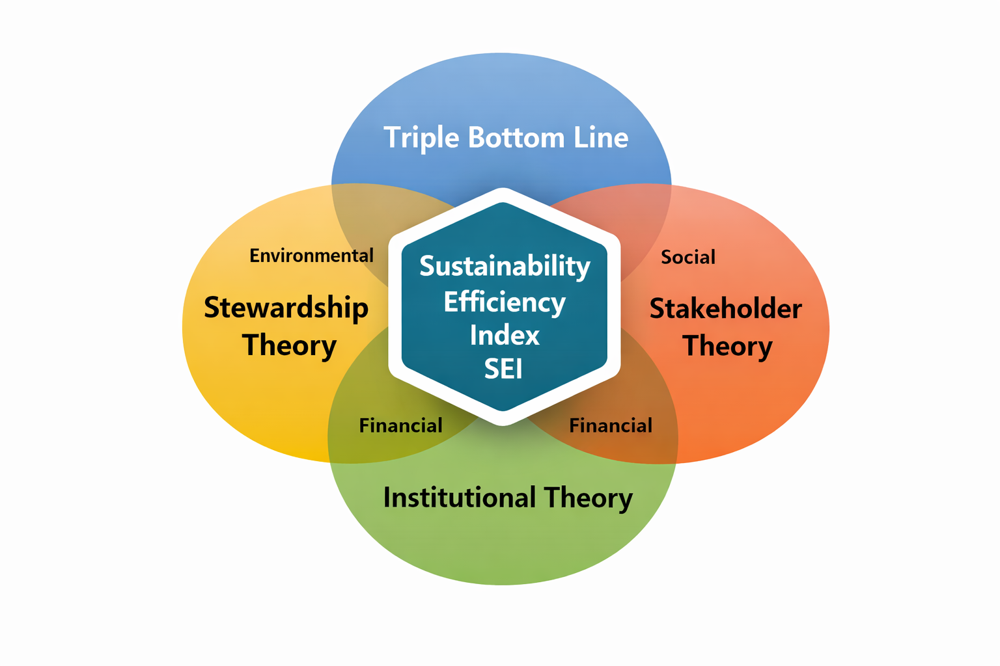 Triple Bottom Line
Environmental
Stewardship
Theory
Sustainability
Efficiency
Index
SEI
Social
Stakeholder
Theory
Financial
Financial
Institutional Theory